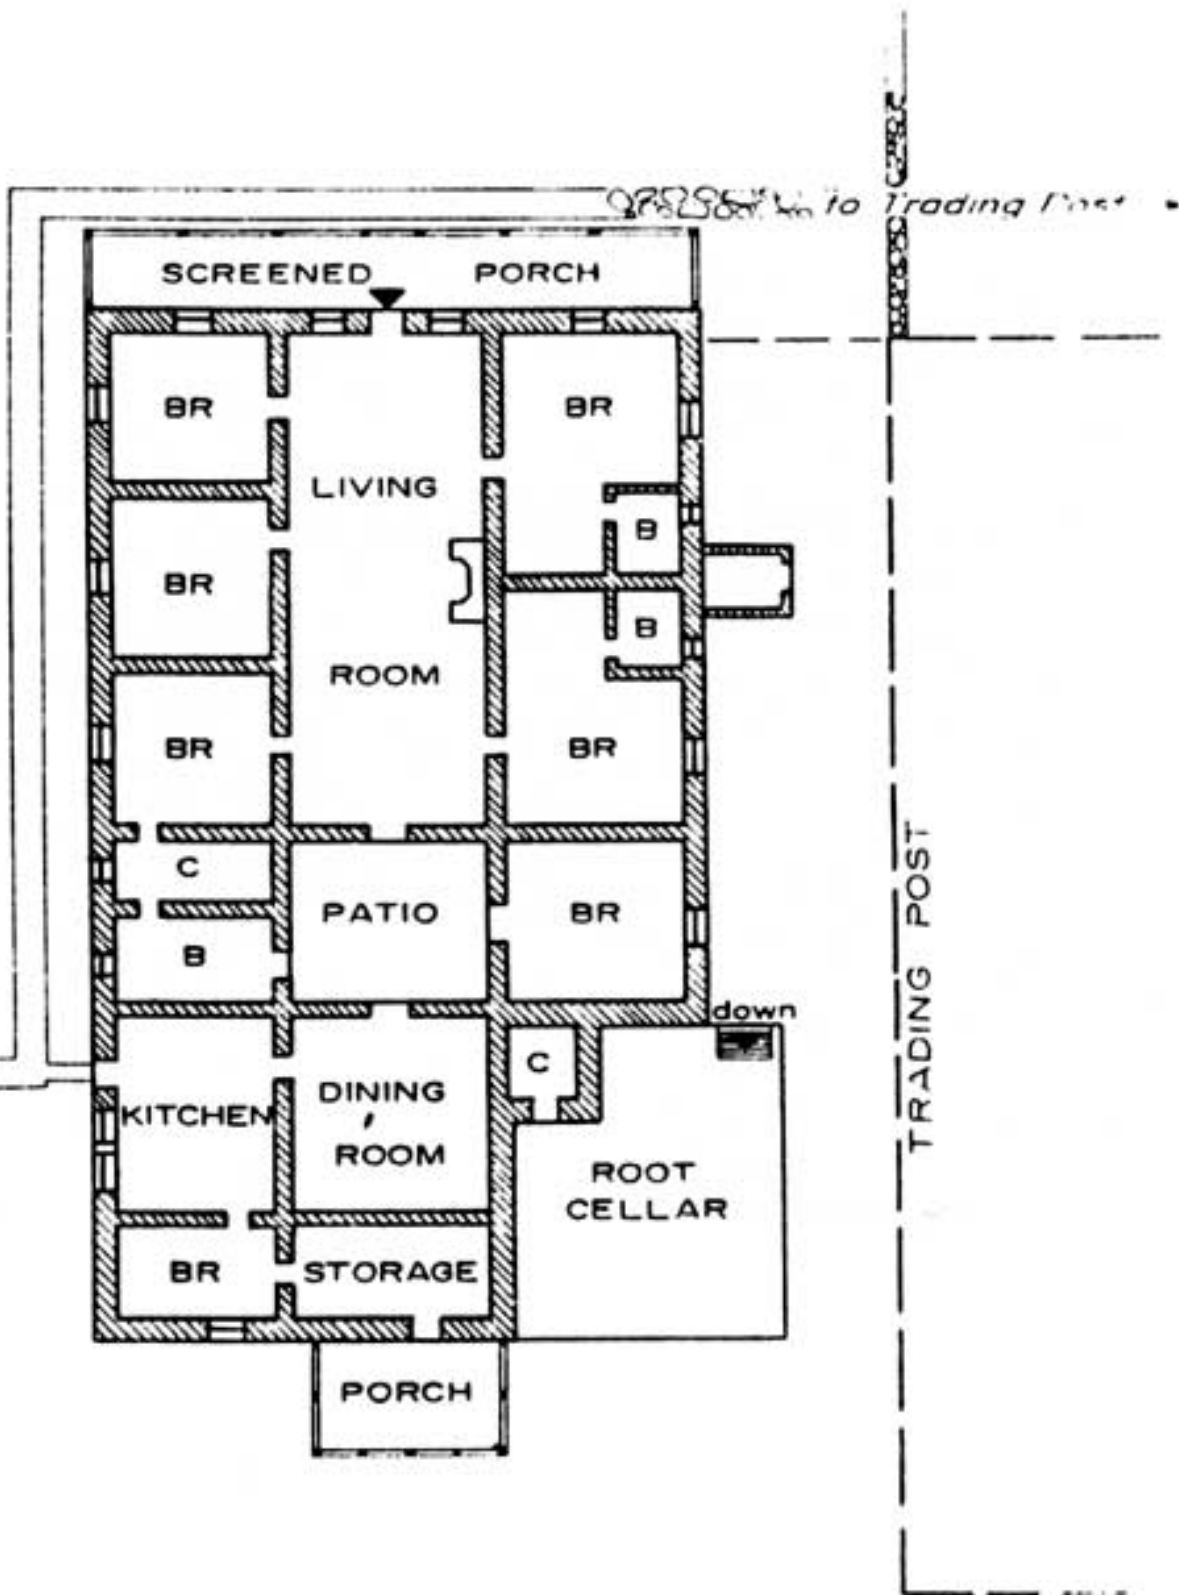 to Trading Post
SCREENED PORCH
BR
BR
LIVING
B
BR
B
ROOM
BR
BR
C
PATIO
BR
B
down
C
KITCHEN
DINING
ROOM
ROOT
CELLAR
BR
STORAGE
PORCH
TRADING POST